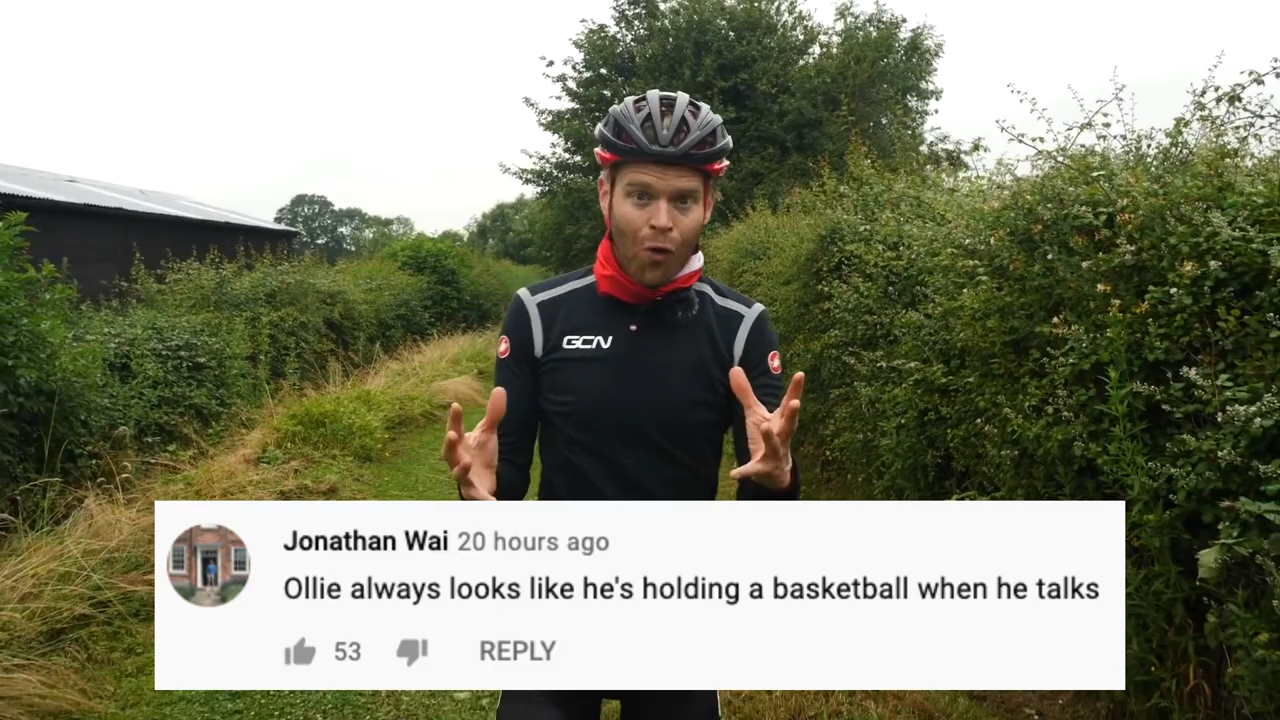 GCN
Jonathan Wai 20 hours ago
Ollie always looks like he's holding a basketball when he talks
53 REPLY